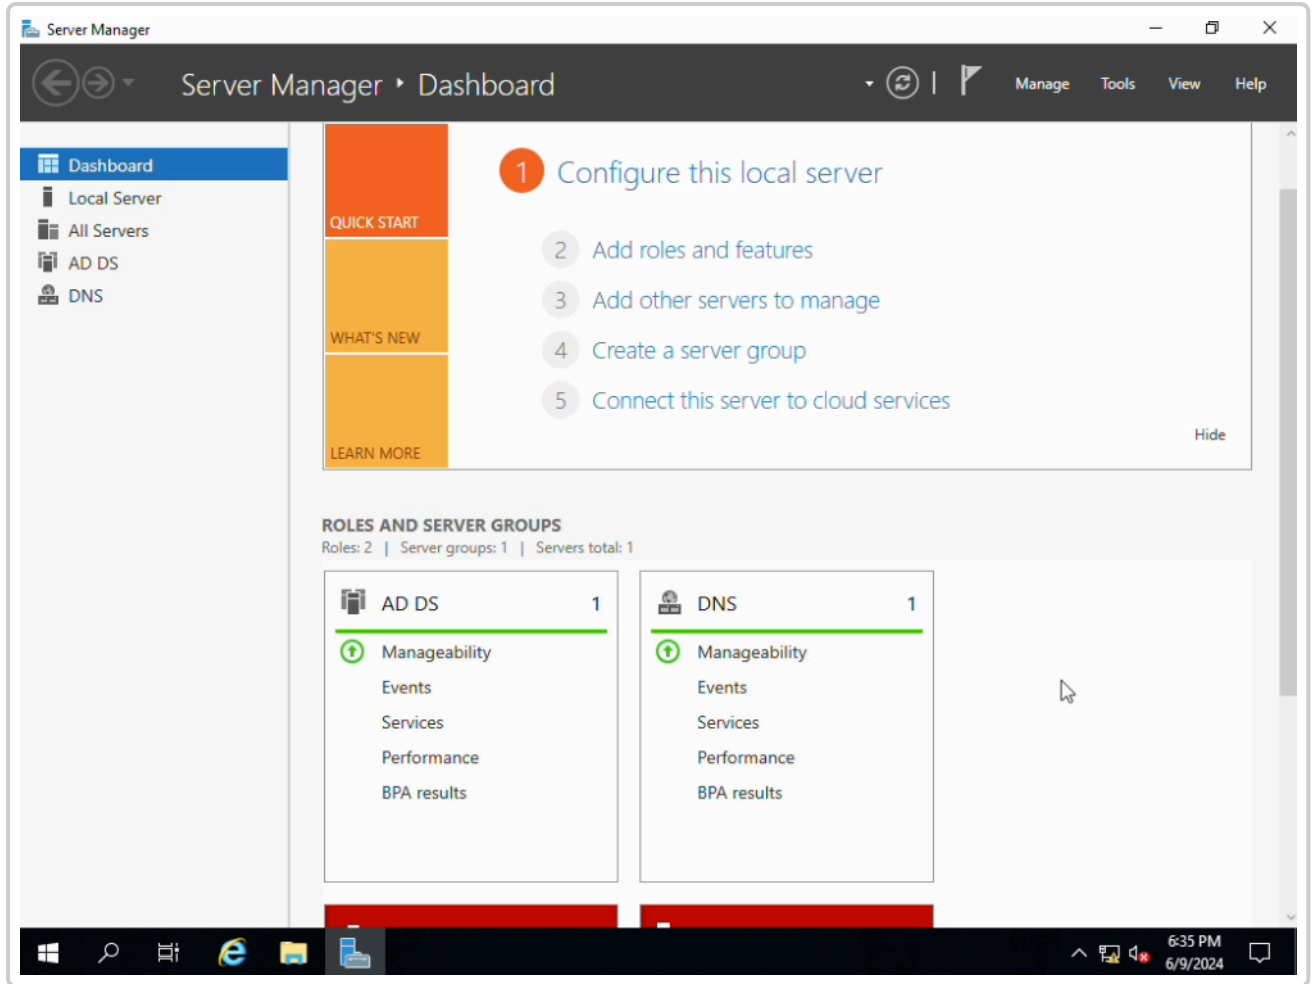 Server Manager
Server Manager ‣ Dashboard
Manage Tools View Help
Dashboard
Local Server
All Servers
AD DS
DNS
QUICK START
WHAT'S NEW
LEARN MORE
1 Configure this local server
2 Add roles and features
3 Add other servers to manage
4 Create a server group
5 Connect this server to cloud services
Hide
ROLES AND SERVER GROUPS
Roles: 2 | Server groups: 1 | Servers total: 1
AD DS 1
Manageability
Events
Services
Performance
BPA results
DNS 1
Manageability
Events
Services
Performance
BPA results
6:35 PM
6/9/2024